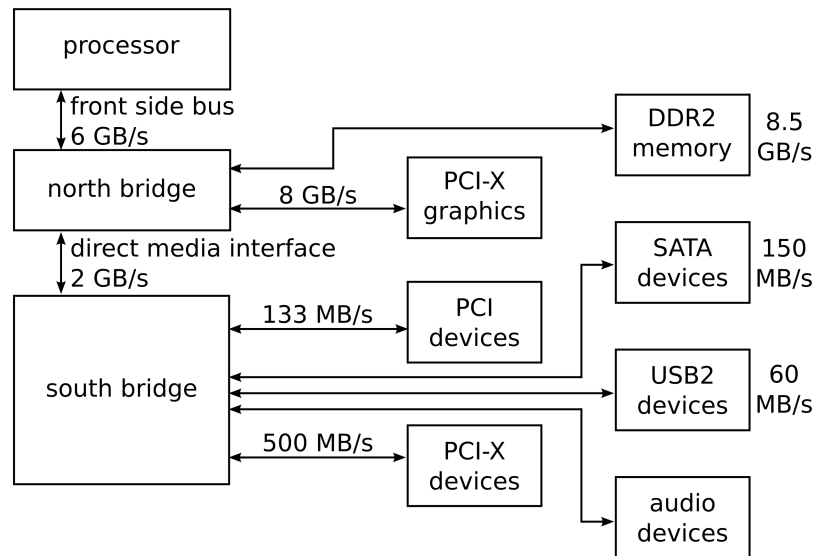 processor
front side bus
6 GB/s
north bridge
direct media interface
2 GB/s
south bridge
8 GB/s
PCI-X
graphics
DDR2
memory
8.5
GB/s
133 MB/s
PCI
devices
SATA
devices
150
MB/s
USB2
devices
60
MB/s
500 MB/s
PCI-X
devices
audio
devices